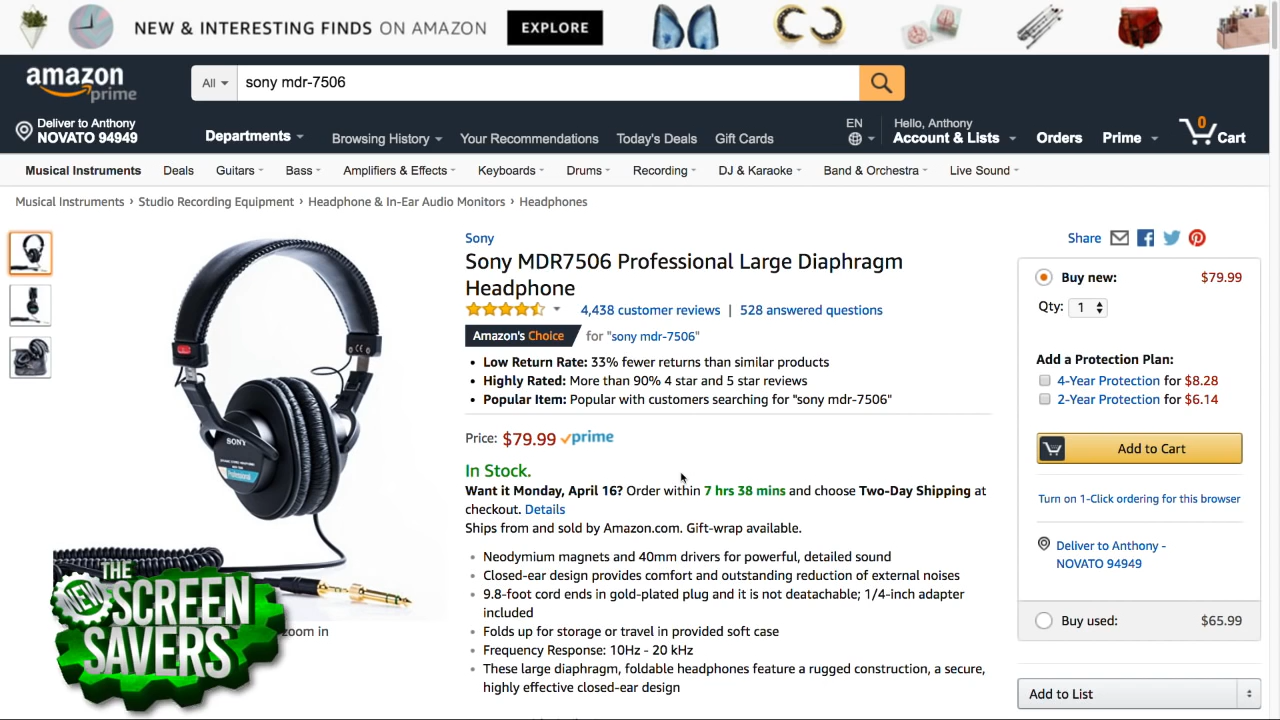 NEW & INTERESTING FINDS ON AMAZON EXPLORE
amazon prime
All sony mdr-7506
Deliver to Anthony
NOVATO 94949
Departments Browsing History Your Recommendations Today's Deals Gift Cards
EN
Hello, Anthony
Account & Lists Orders Prime 0 Cart
Musical Instruments Deals Guitars Bass Amplifiers & Effects Keyboards Drums Recording DJ & Karaoke Band & Orchestra Live Sound
Musical Instruments › Studio Recording Equipment › Headphone & In-Ear Audio Monitors › Headphones
Sony
Sony MDR7506 Professional Large Diaphragm
Headphone
4,438 customer reviews | 528 answered questions
Amazon's Choice for "sony mdr-7506"
• Low Return Rate: 33% fewer returns than similar products
• Highly Rated: More than 90% 4 star and 5 star reviews
• Popular Item: Popular with customers searching for "sony mdr-7506"
Price: $79.99 prime
In Stock.
Want it Monday, April 16? Order within 7 hrs 38 mins and choose Two-Day Shipping at
checkout. Details
Ships from and sold by Amazon.com. Gift-wrap available.
• Neodymium magnets and 40mm drivers for powerful, detailed sound
• Closed-ear design provides comfort and outstanding reduction of external noises
• 9.8-foot cord ends in gold-plated plug and it is not deatachable; 1/4-inch adapter
included
• Folds up for storage or travel in provided soft case
• Frequency Response: 10Hz - 20 kHz
• These large diaphragm, foldable headphones feature a rugged construction, a secure,
highly effective closed-ear design
Share
Buy new: $79.99
Qty: 1
Add a Protection Plan:
4-Year Protection for $8.28
2-Year Protection for $6.14
Add to Cart
Turn on 1-Click ordering for this browser
Deliver to Anthony -
NOVATO 94949
Buy used: $65.99
Add to List
SONY
Professional
zoom in
THE
NEW SCREEN
SAVERS